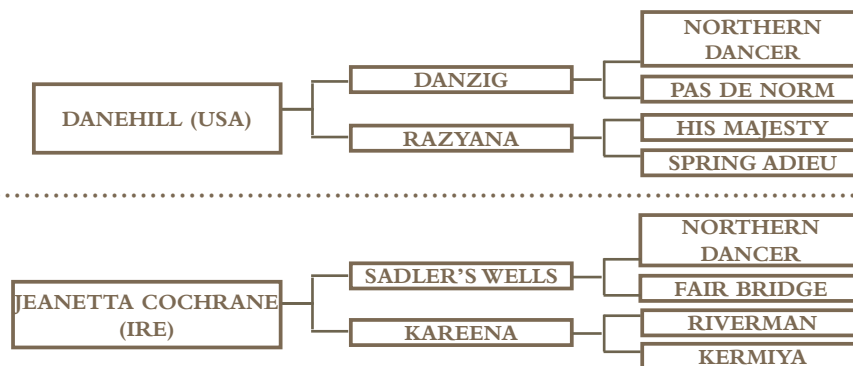 NORTHERN
DANCER
DANZIG
PAS DE NORM
DANEHILL (USA)
HIS MAJESTY
RAZYANA
SPRING ADIEU
NORTHERN
DANCER
SADLER'S WELLS
FAIR BRIDGE
JEANETTA COCHRANE
(IRE)
RIVERMAN
KAREENA
KERMIYA